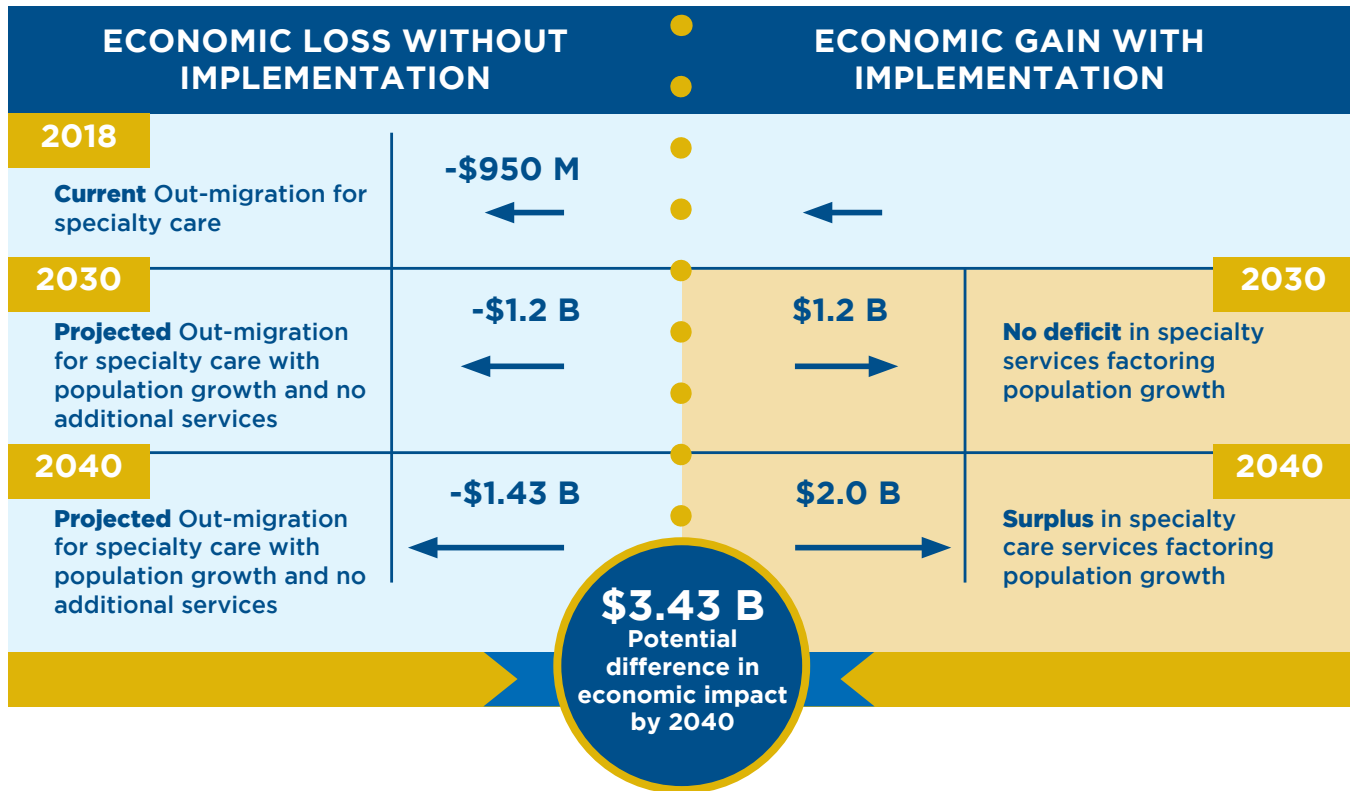 ECONOMIC LOSS WITHOUT
IMPLEMENTATION
ECONOMIC GAIN WITH
IMPLEMENTATION
2018
Current Out-migration for
specialty care
-$950 M
2030
Projected Out-migration
for specialty care with
population growth and no
additional services
-$1.2 B
$1.2 B
2030
No deficit in specialty
services factoring
population growth
2040
Projected Out-migration
for specialty care with
population growth and no
additional services
-$1.43 B
$2.0 B
2040
Surplus in specialty
care services factoring
population growth
$3.43 B
Potential
difference in
economic impact
by 2040